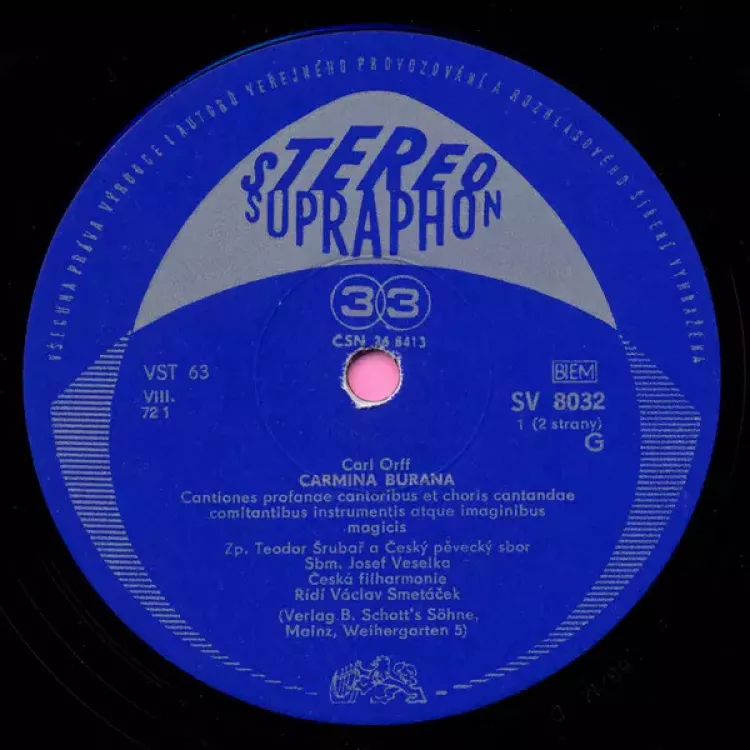 VŠECHNA PRÁVA VÝROBCE I AUTORŮ VEŘEJNÉHO PROVOZOVÁNÍ A ROZHLASOVÉHO ŠÍŘENÍ VYHRAŽENA
STEREO
SUPRAPHON
33
ČSN 36 8413
VST 63
BIEM
VIII.
SV 8032
72 1
1 (2 strany)
G
Carl Orff
CARMINA BURANA
Cantiones profanae cantoribus et choris cantandae
comitantibus instrumentis atque imaginibus
magicis
Zp. Teodor Šrubař a Český pěvecký sbor
Sbm. Josef Veselka
Česká filharmonie
Řídí Václav Smetáček
(Verlag B. Schott's Söhne,
Mainz, Weihergarten 5)